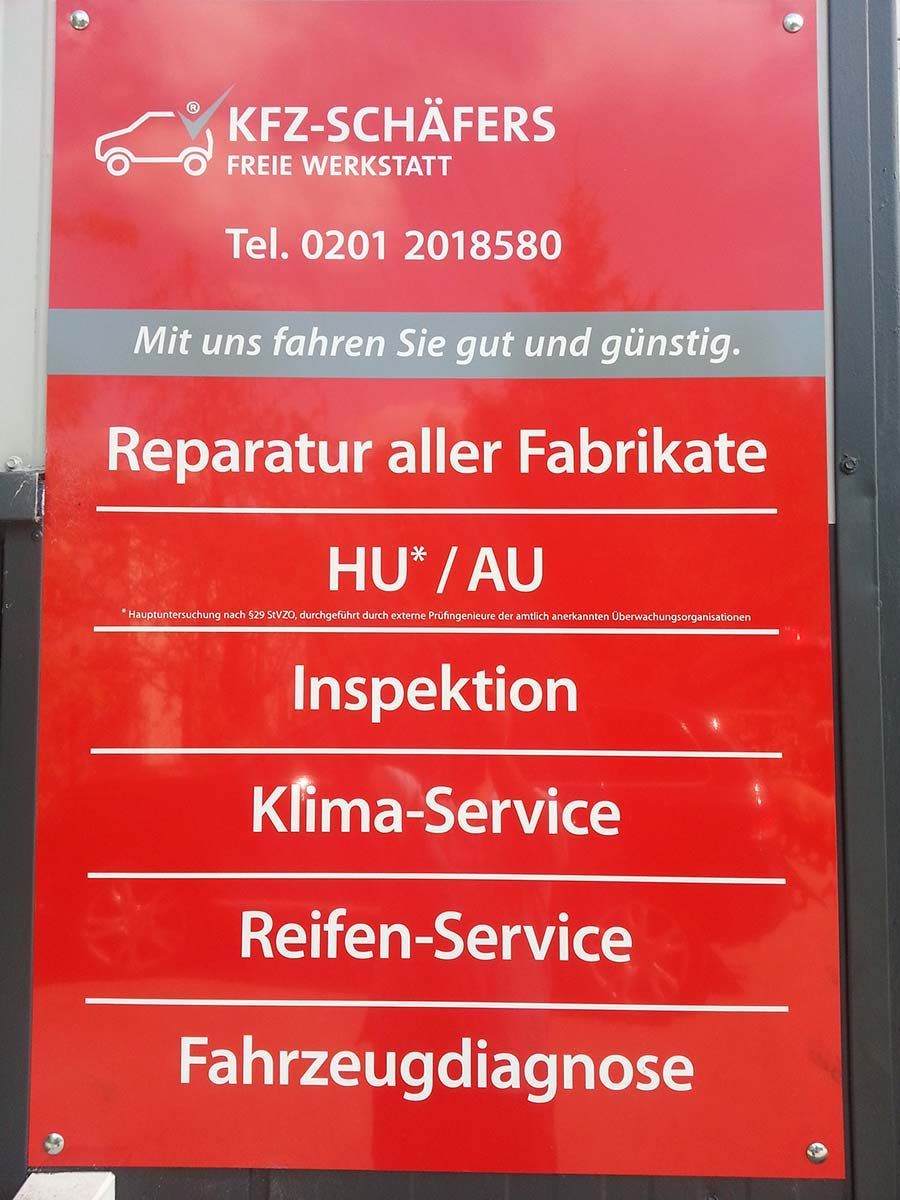 ®
KFZ-SCHÄFERS
FREIE WERKSTATT
Tel. 0201 2018580
Mit uns fahren Sie gut und günstig.
Reparatur aller Fabrikate
HU* / AU
* Hauptuntersuchung nach §29 StVZO, durchgeführt durch externe Prüfingenieure der amtlich anerkannten Überwachungsorganisationen
Inspektion
Klima-Service
Reifen-Service
Fahrzeugdiagnose